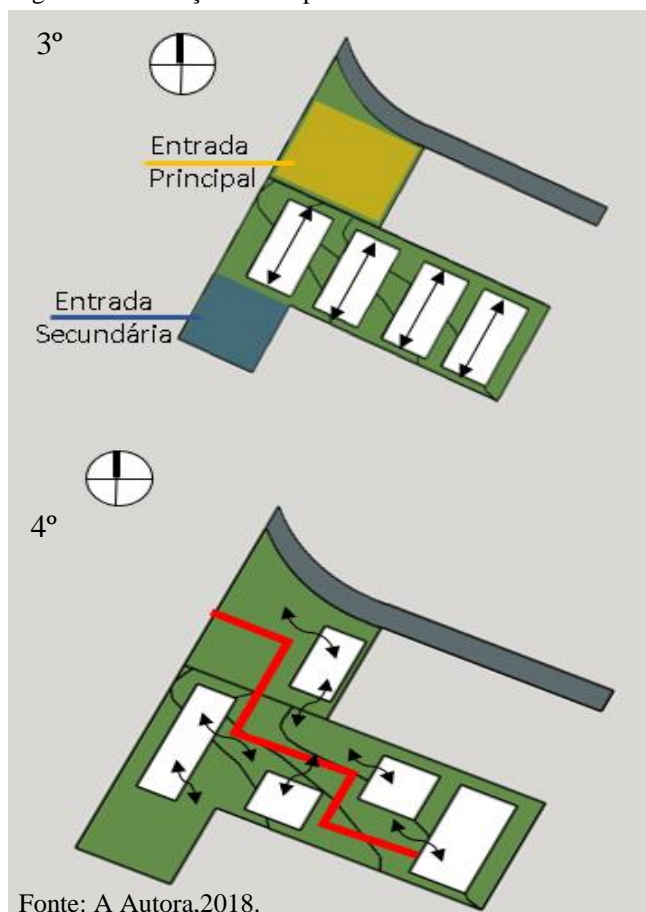 3º
Entrada
Principal
Entrada
Secundária
4º
Fonte: A Autora,2018.